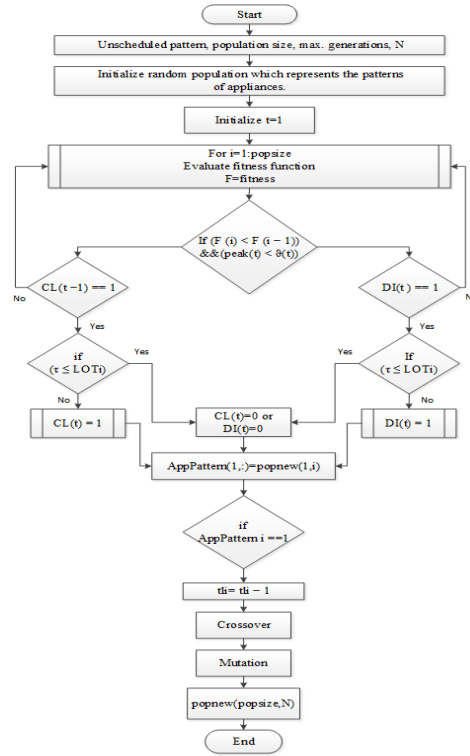 Start
Unscheduled pattern, population size, max. generations, N
Initialize random population which represents the patterns
of appliances.
Initialize t=1
For i=1:popsize
Evaluate fitness function
F=fitness
If (F (i) < F (i − 1))
&&(peak(t) < ϑ(t))
CL(t −1) == 1
DI(t ) == 1
No
N
Yes
Yes
if
(τ ≤ LOTi)
Yes
Yes
If
(τ ≤ LOTi)
No
No
CL(t) = 1
CL(t)=0 or
DI(t)=0
DI(t) = 1
AppPattern(1,:)=popnew(1,i)
if
AppPattern i ==1
tli= tli − 1
Crossover
Mutation
popnew(popsize,N)
End